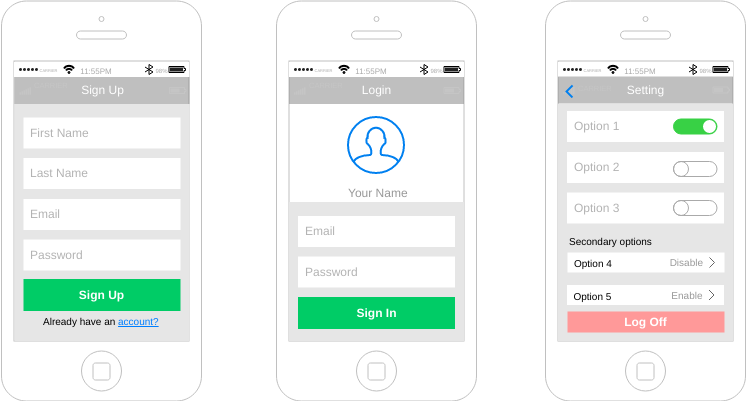 CARRIER 11:55PM 98%
Sign Up
First Name
Last Name
Email
Password
Sign Up
Already have an account?
CARRIER 11:55PM 98%
Login
Your Name
Email
Password
Sign In
CARRIER 11:55PM 98%
Setting
Option 1
Option 2
Option 3
Secondary options
Option 4 Disable
Option 5 Enable
Log Off